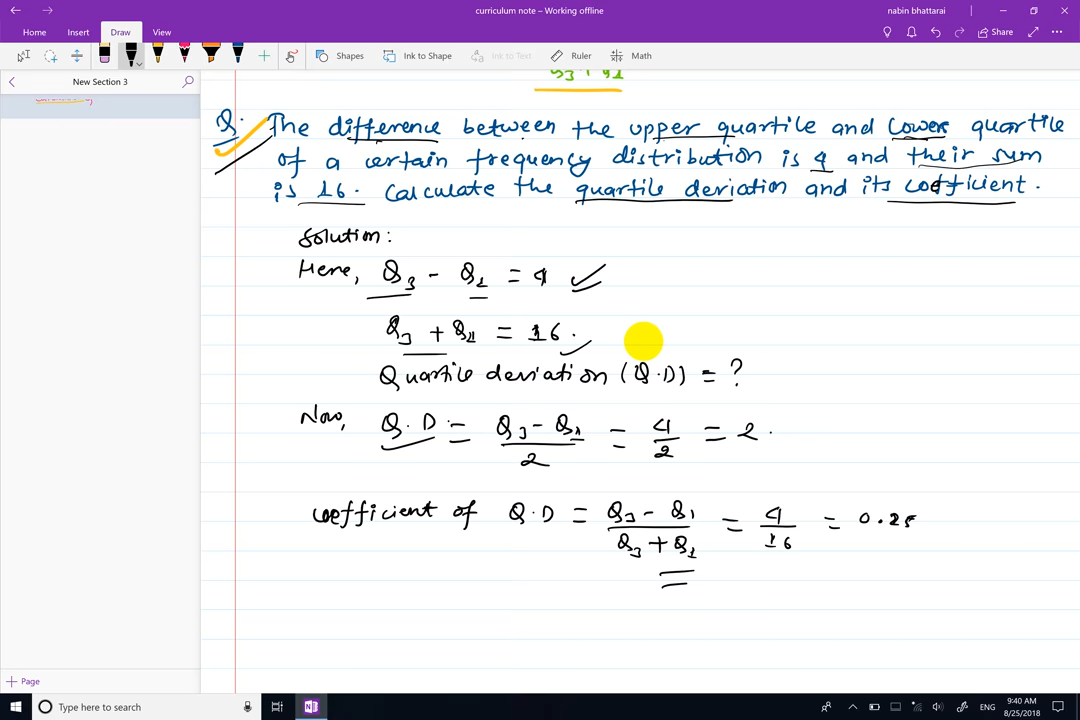 curriculum note – Working offline
nabin bhattarai
Home Insert Draw View
Share
Shapes Ink to Shape Ink to Text Ruler Math
New Section 3
Q3 + Q1
Q. The difference between the upper quartile and lower quartile
of a certain frequency distribution is 4 and their sum
is 16. Calculate the quartile deviation and its coefficient.
Solution:
Here, Q3 - Q1 = 4
Q3 + Q1 = 16.
Quartile deviation (Q.D) = ?
Now, Q.D = Q3 - Q1 / 2 = 4/2 = 2.
coefficient of Q.D = Q3 - Q1 / Q3 + Q1 = 4/16 = 0.25
+ Page
Type here to search
ENG
9:40 AM
8/25/2018